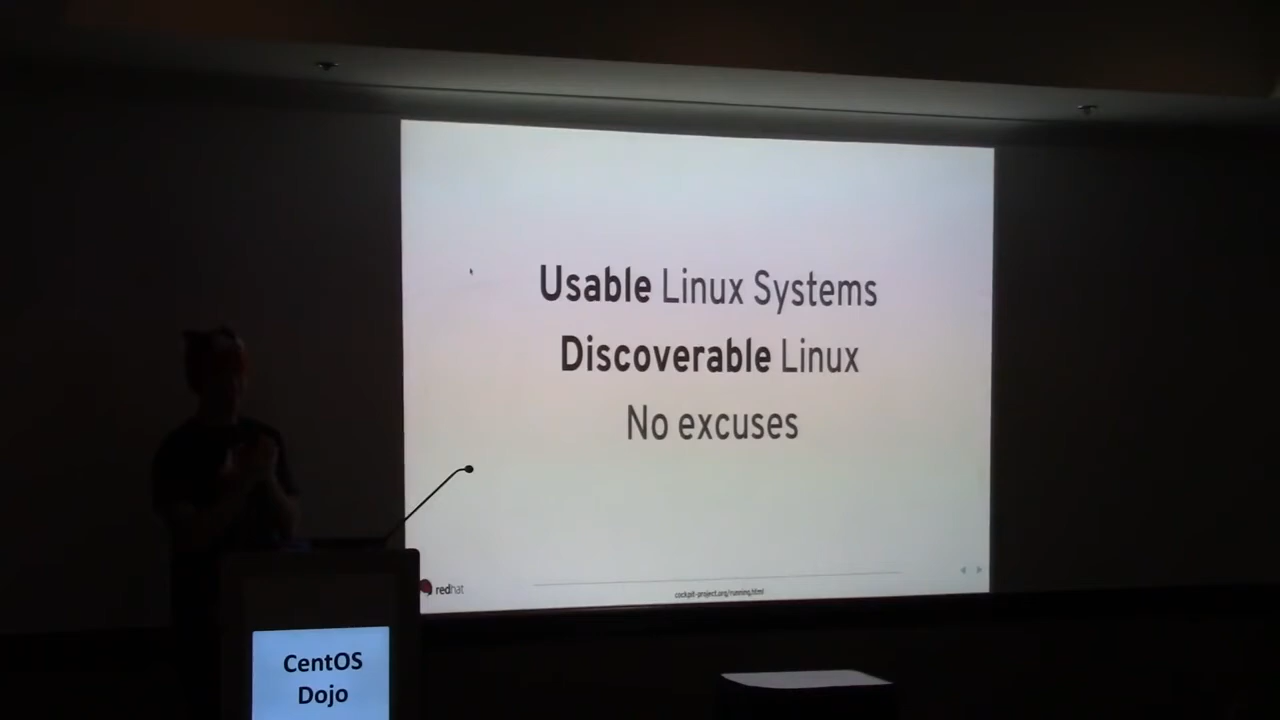 Usable Linux Systems
Discoverable Linux
No excuses
redhat
cockpit-project.org/running.html
CentOS
Dojo